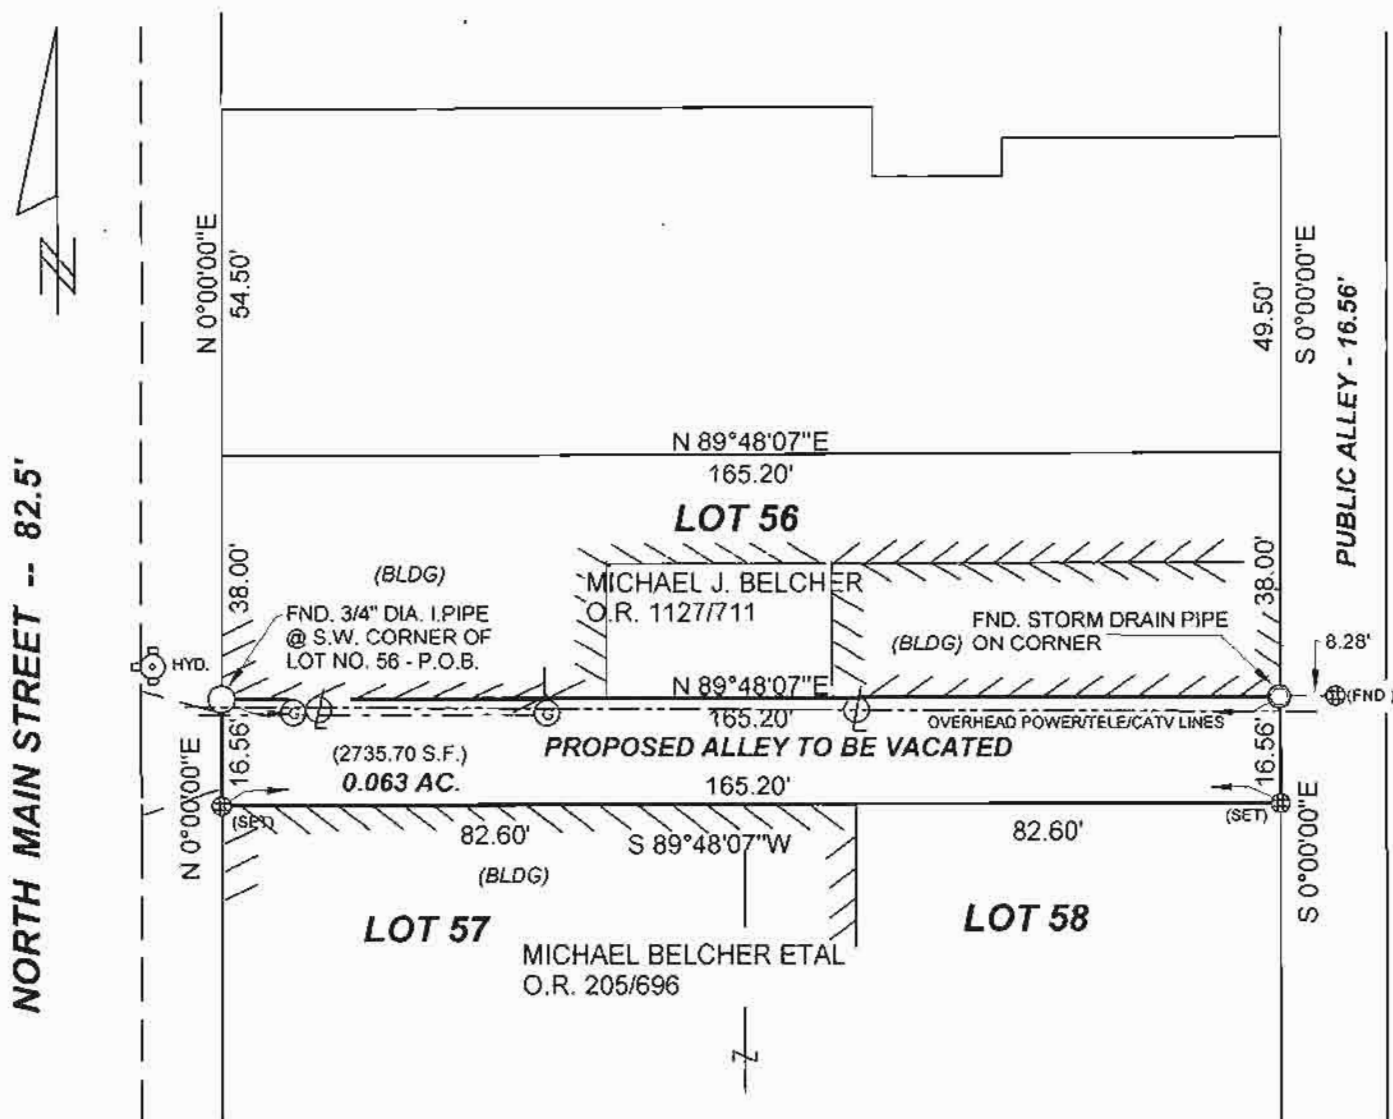 N 0°00'00"E
54.50'
49.50'
S 0°00'00"E
PUBLIC ALLEY - 16.56'
NORTH MAIN STREET -- 82.5'
N 89°48'07"E
165.20'
LOT 56
38.00'
(BLDG)
FND. 3/4" DIA. I.PIPE
@ S.W. CORNER OF
LOT NO. 56 - P.O.B.
HYD.
MICHAEL J. BELCHER
O.R. 1127/711
FND. STORM DRAIN PIPE
(BLDG) ON CORNER
38.00'
8.28'
(FND)
N 89°48'07"E
165.20'
OVERHEAD POWER/TELE/CATV LINES
PROPOSED ALLEY TO BE VACATED
(2735.70 S.F.)
0.063 AC.
165.20'
N 0°00'00"E
16.56'
16.56'
S 0°00'00"E
(SET)
(SET)
82.60'
S 89°48'07"W
82.60'
(BLDG)
LOT 57
LOT 58
MICHAEL BELCHER ETAL
O.R. 205/696